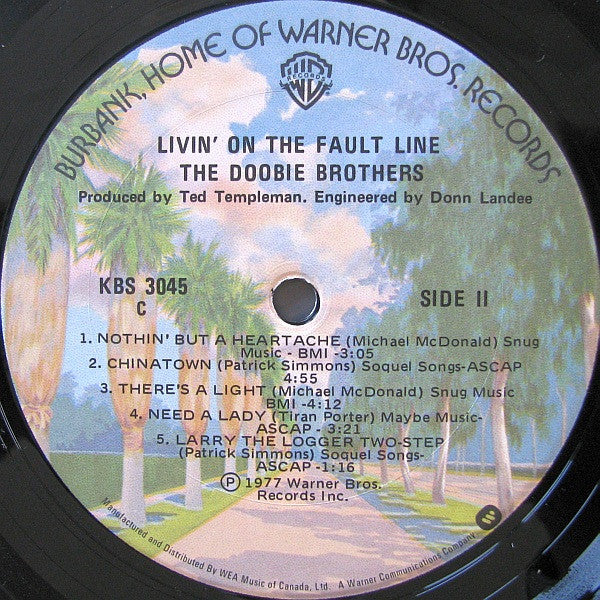 BURBANK, HOME OF WARNER BROS. RECORDS
RECORDS
LIVIN' ON THE FAULT LINE
THE DOOBIE BROTHERS
Produced by Ted Templeman. Engineered by Donn Landee
KBS 3045
C
SIDE II
1. NOTHIN' BUT A HEARTACHE (Michael McDonald) Snug
Music - BMI -3:05
2. CHINATOWN (Patrick Simmons) Soquel Songs-ASCAP
4:55
3. THERE'S A LIGHT (Michael McDonald) Snug Music
BMI -4:12
4. NEED A LADY (Tiran Porter) Maybe Music-
ASCAP - 3:21
5. LARRY THE LOGGER TWO-STEP
(Patrick Simmons) Soquel Songs-
ASCAP -1:16
Ⓟ 1977 Warner Bros.
Records Inc.
Manufactured and Distributed By WEA Music of Canada, Ltd. A Warner Communications Company